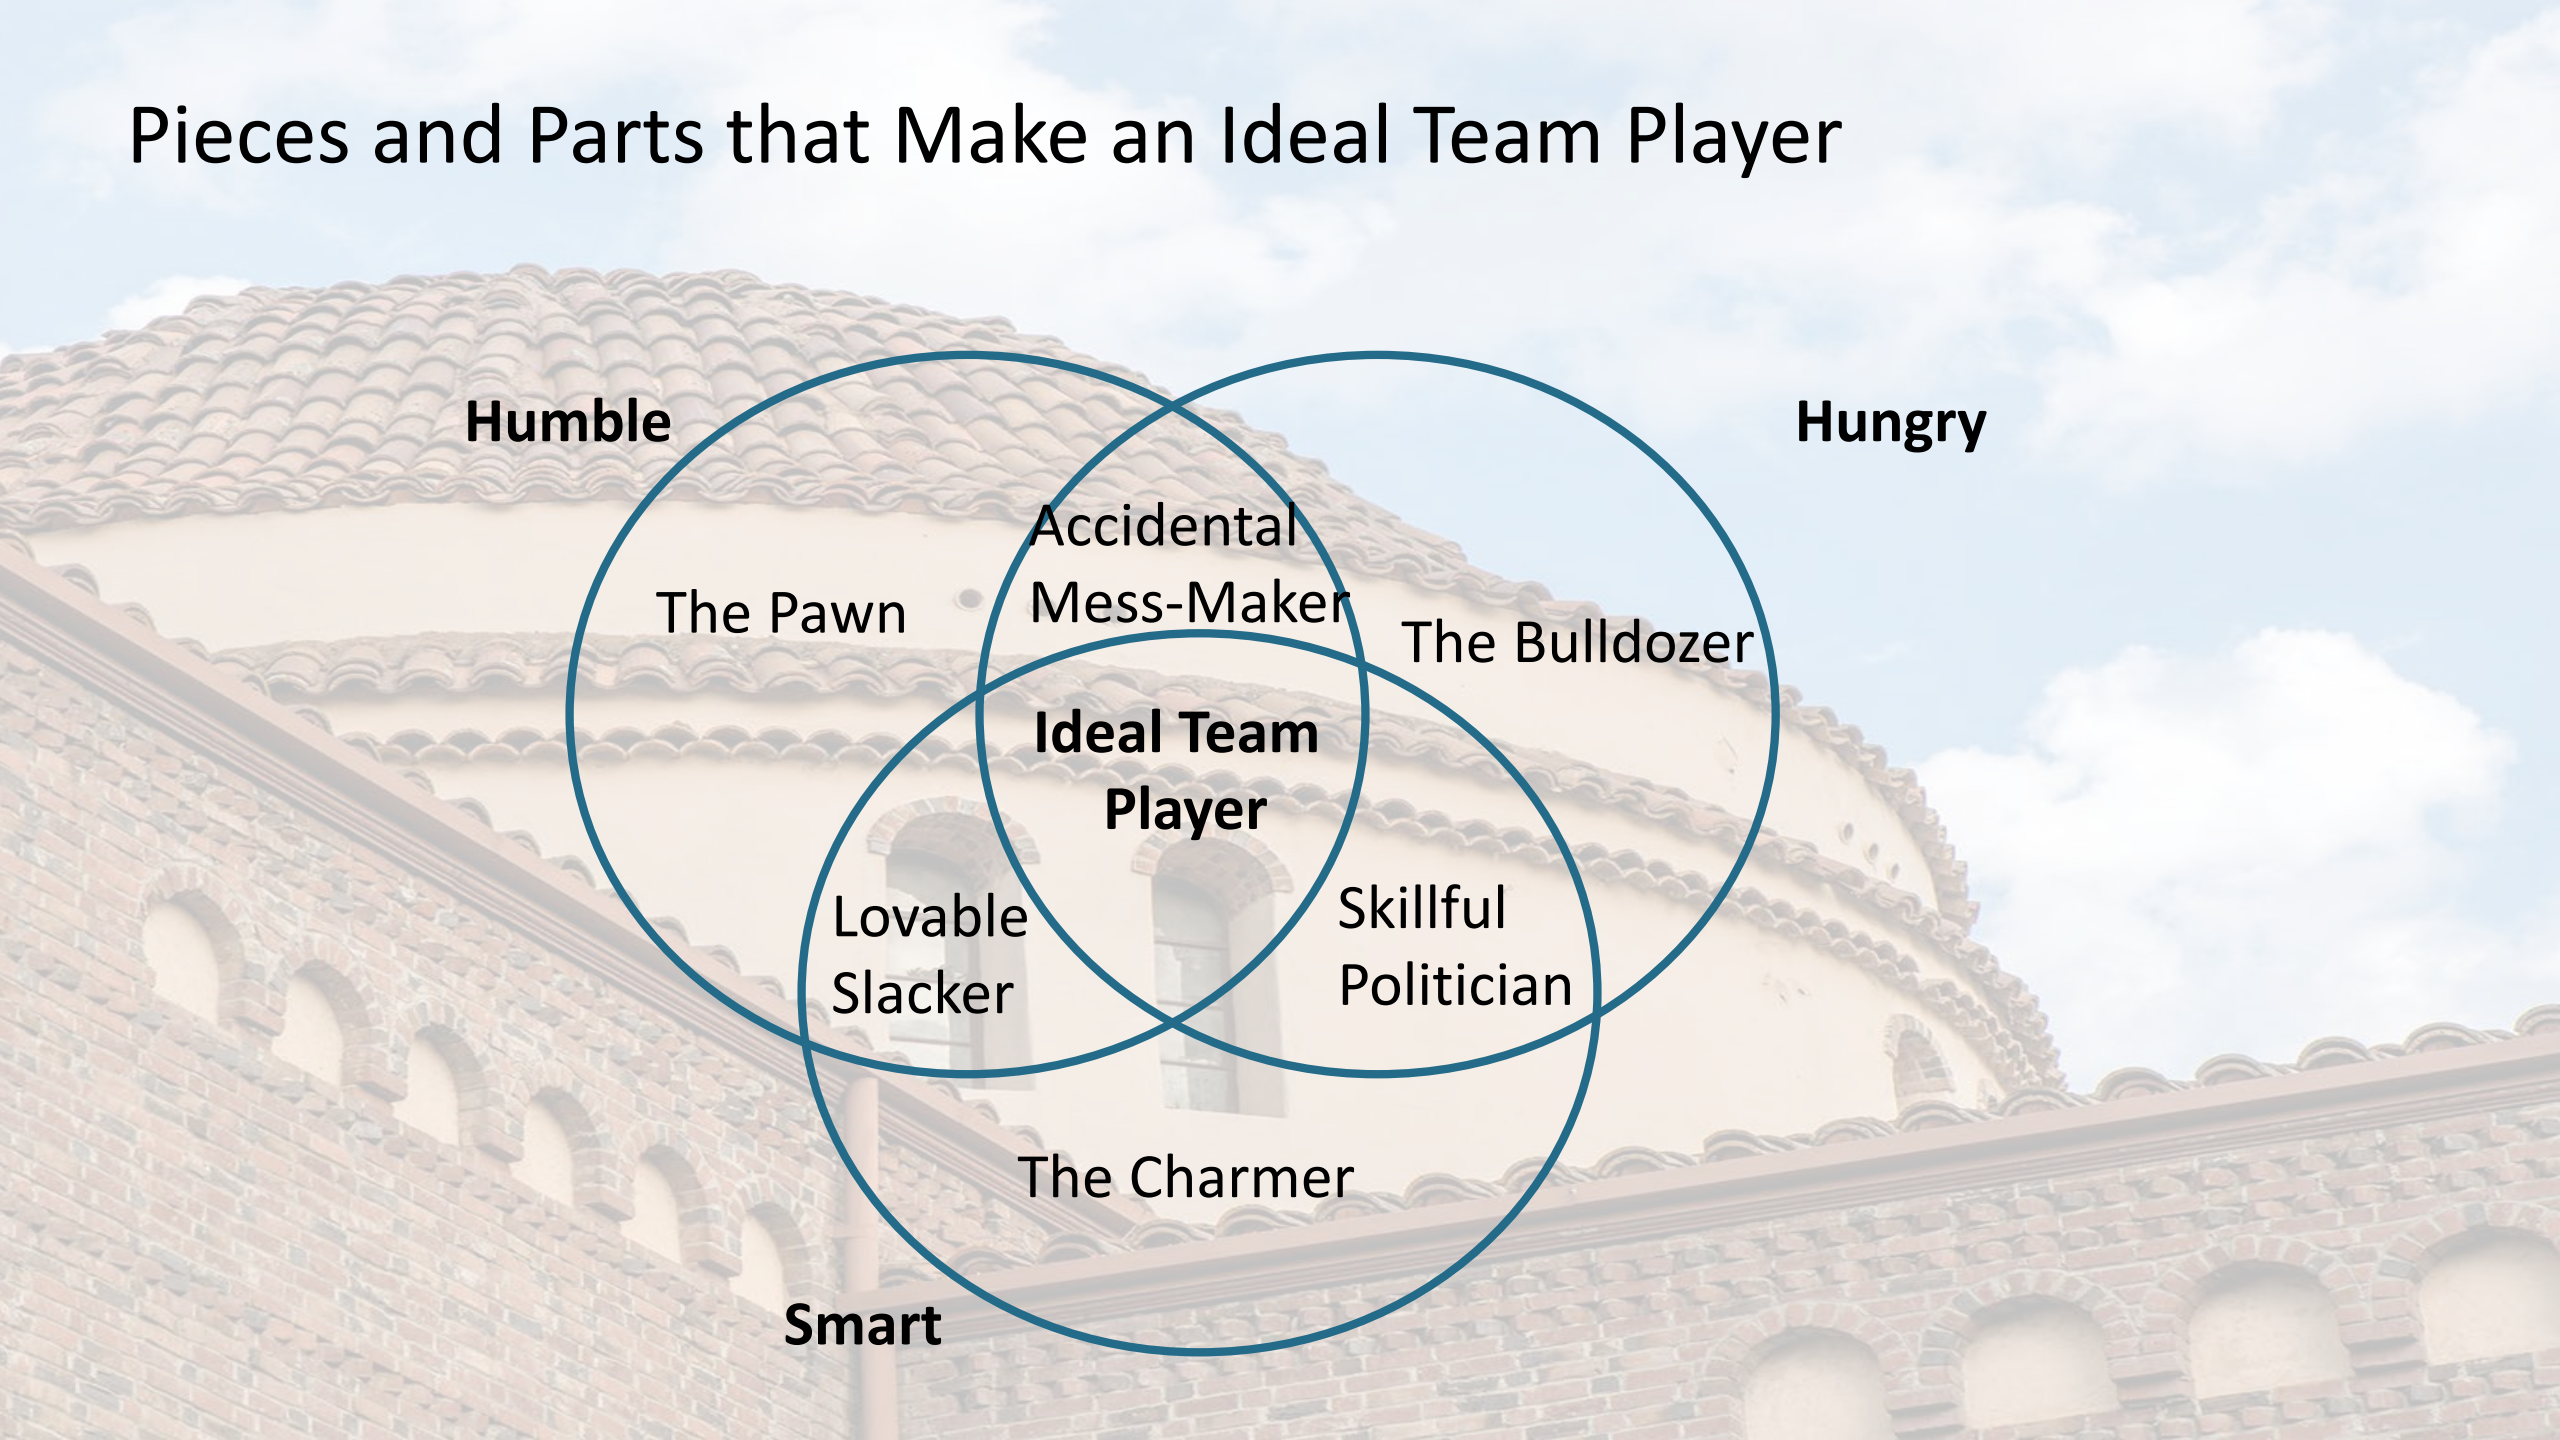 Pieces and Parts that Make an Ideal Team Player
Humble
Hungry
Accidental
Mess-Maker
The Pawn
The Bulldozer
Ideal Team
Player
Lovable
Slacker
Skillful
Politician
The Charmer
Smart